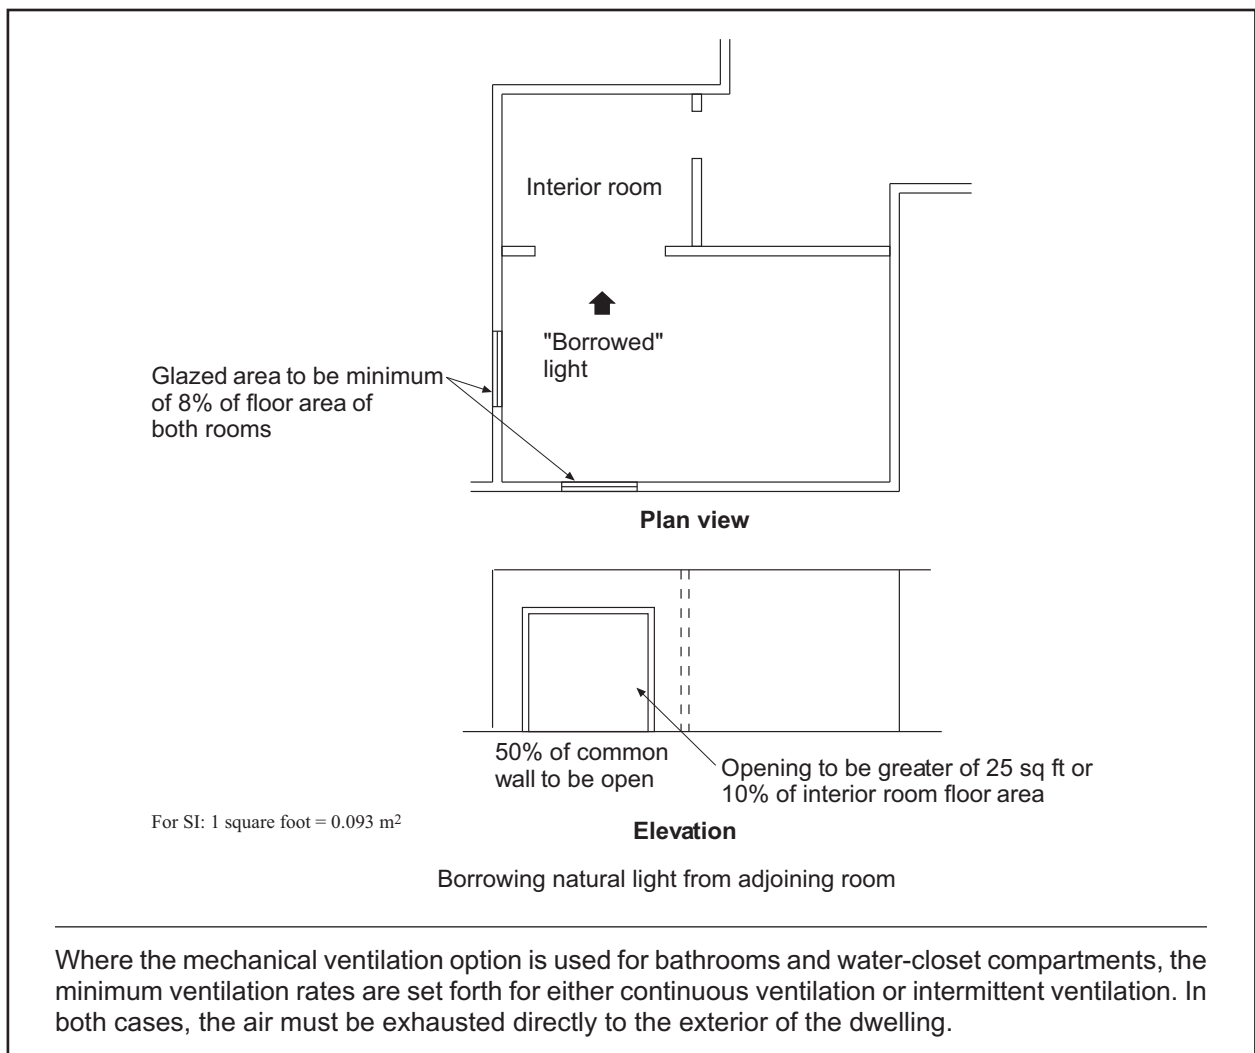 Interior room
"Borrowed"
light
Glazed area to be minimum
of 8% of floor area of
both rooms
Plan view
50% of common
wall to be open
Opening to be greater of 25 sq ft or
10% of interior room floor area
For SI: 1 square foot = 0.093 m²
Elevation
Borrowing natural light from adjoining room
Where the mechanical ventilation option is used for bathrooms and water-closet compartments, the
minimum ventilation rates are set forth for either continuous ventilation or intermittent ventilation. In
both cases, the air must be exhausted directly to the exterior of the dwelling.